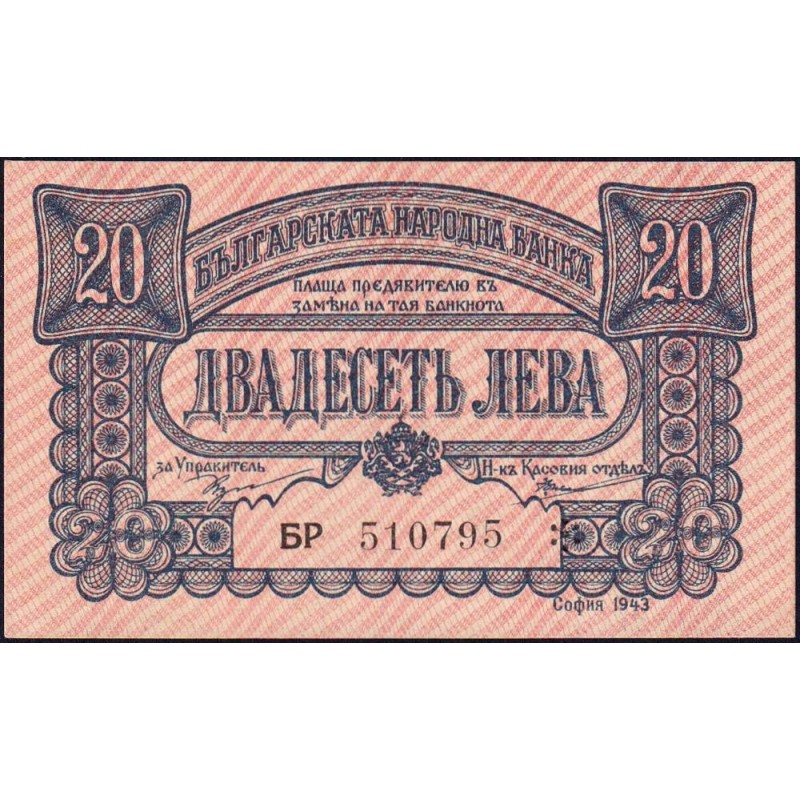 20
20
БЪЛГАРСКАТА НАРОДНА БАНКА
ПЛАЩА ПРЕДЯВИТЕЛЮ ВЪ
ЗАМѢНА НА ТАЯ БАНКНОТА
ДВАДЕСЕТЬ ЛЕВА
за Управитель
Н-къ Касовия отдѣлъ
БР 510795
20
20
София 1943